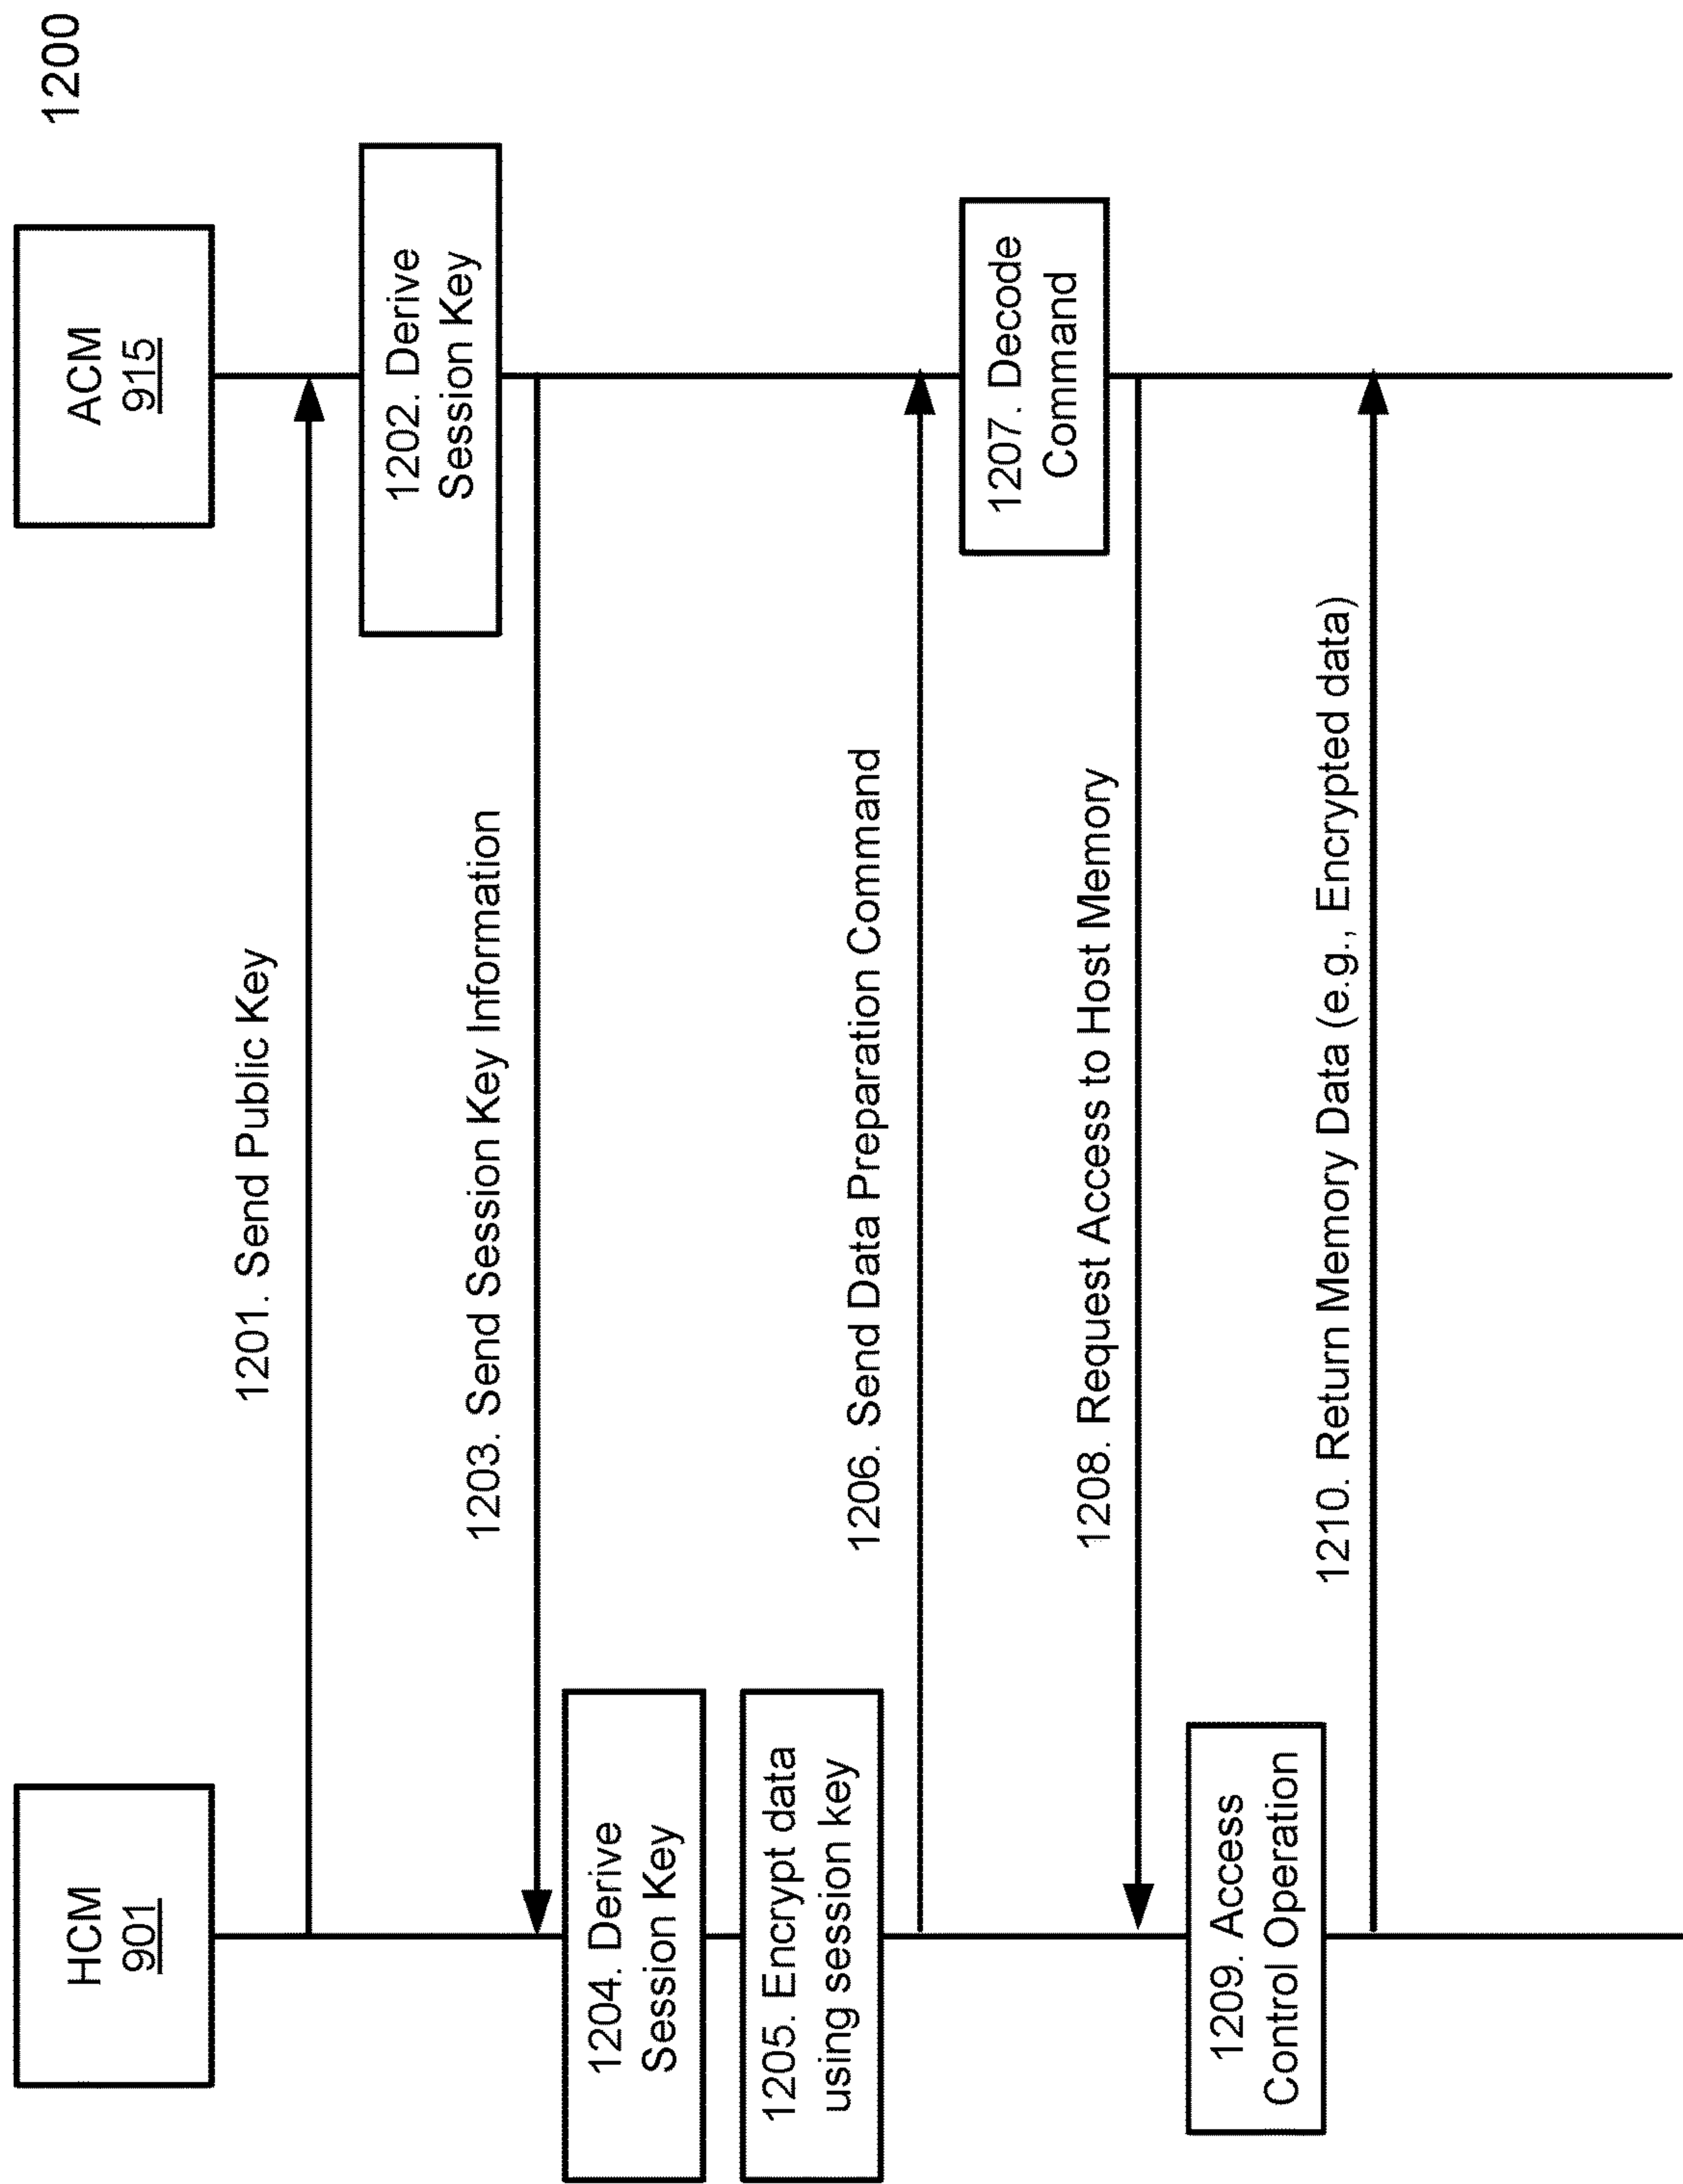 1200
HCM
901
ACM
915
1201. Send Public Key
1202. Derive
Session Key
1203. Send Session Key Information
1204. Derive
Session Key
1205. Encrypt data
using session key
1206. Send Data Preparation Command
1207. Decode
Command
1208. Request Access to Host Memory
1209. Access
Control Operation
1210. Return Memory Data (e.g., Encrypted data)